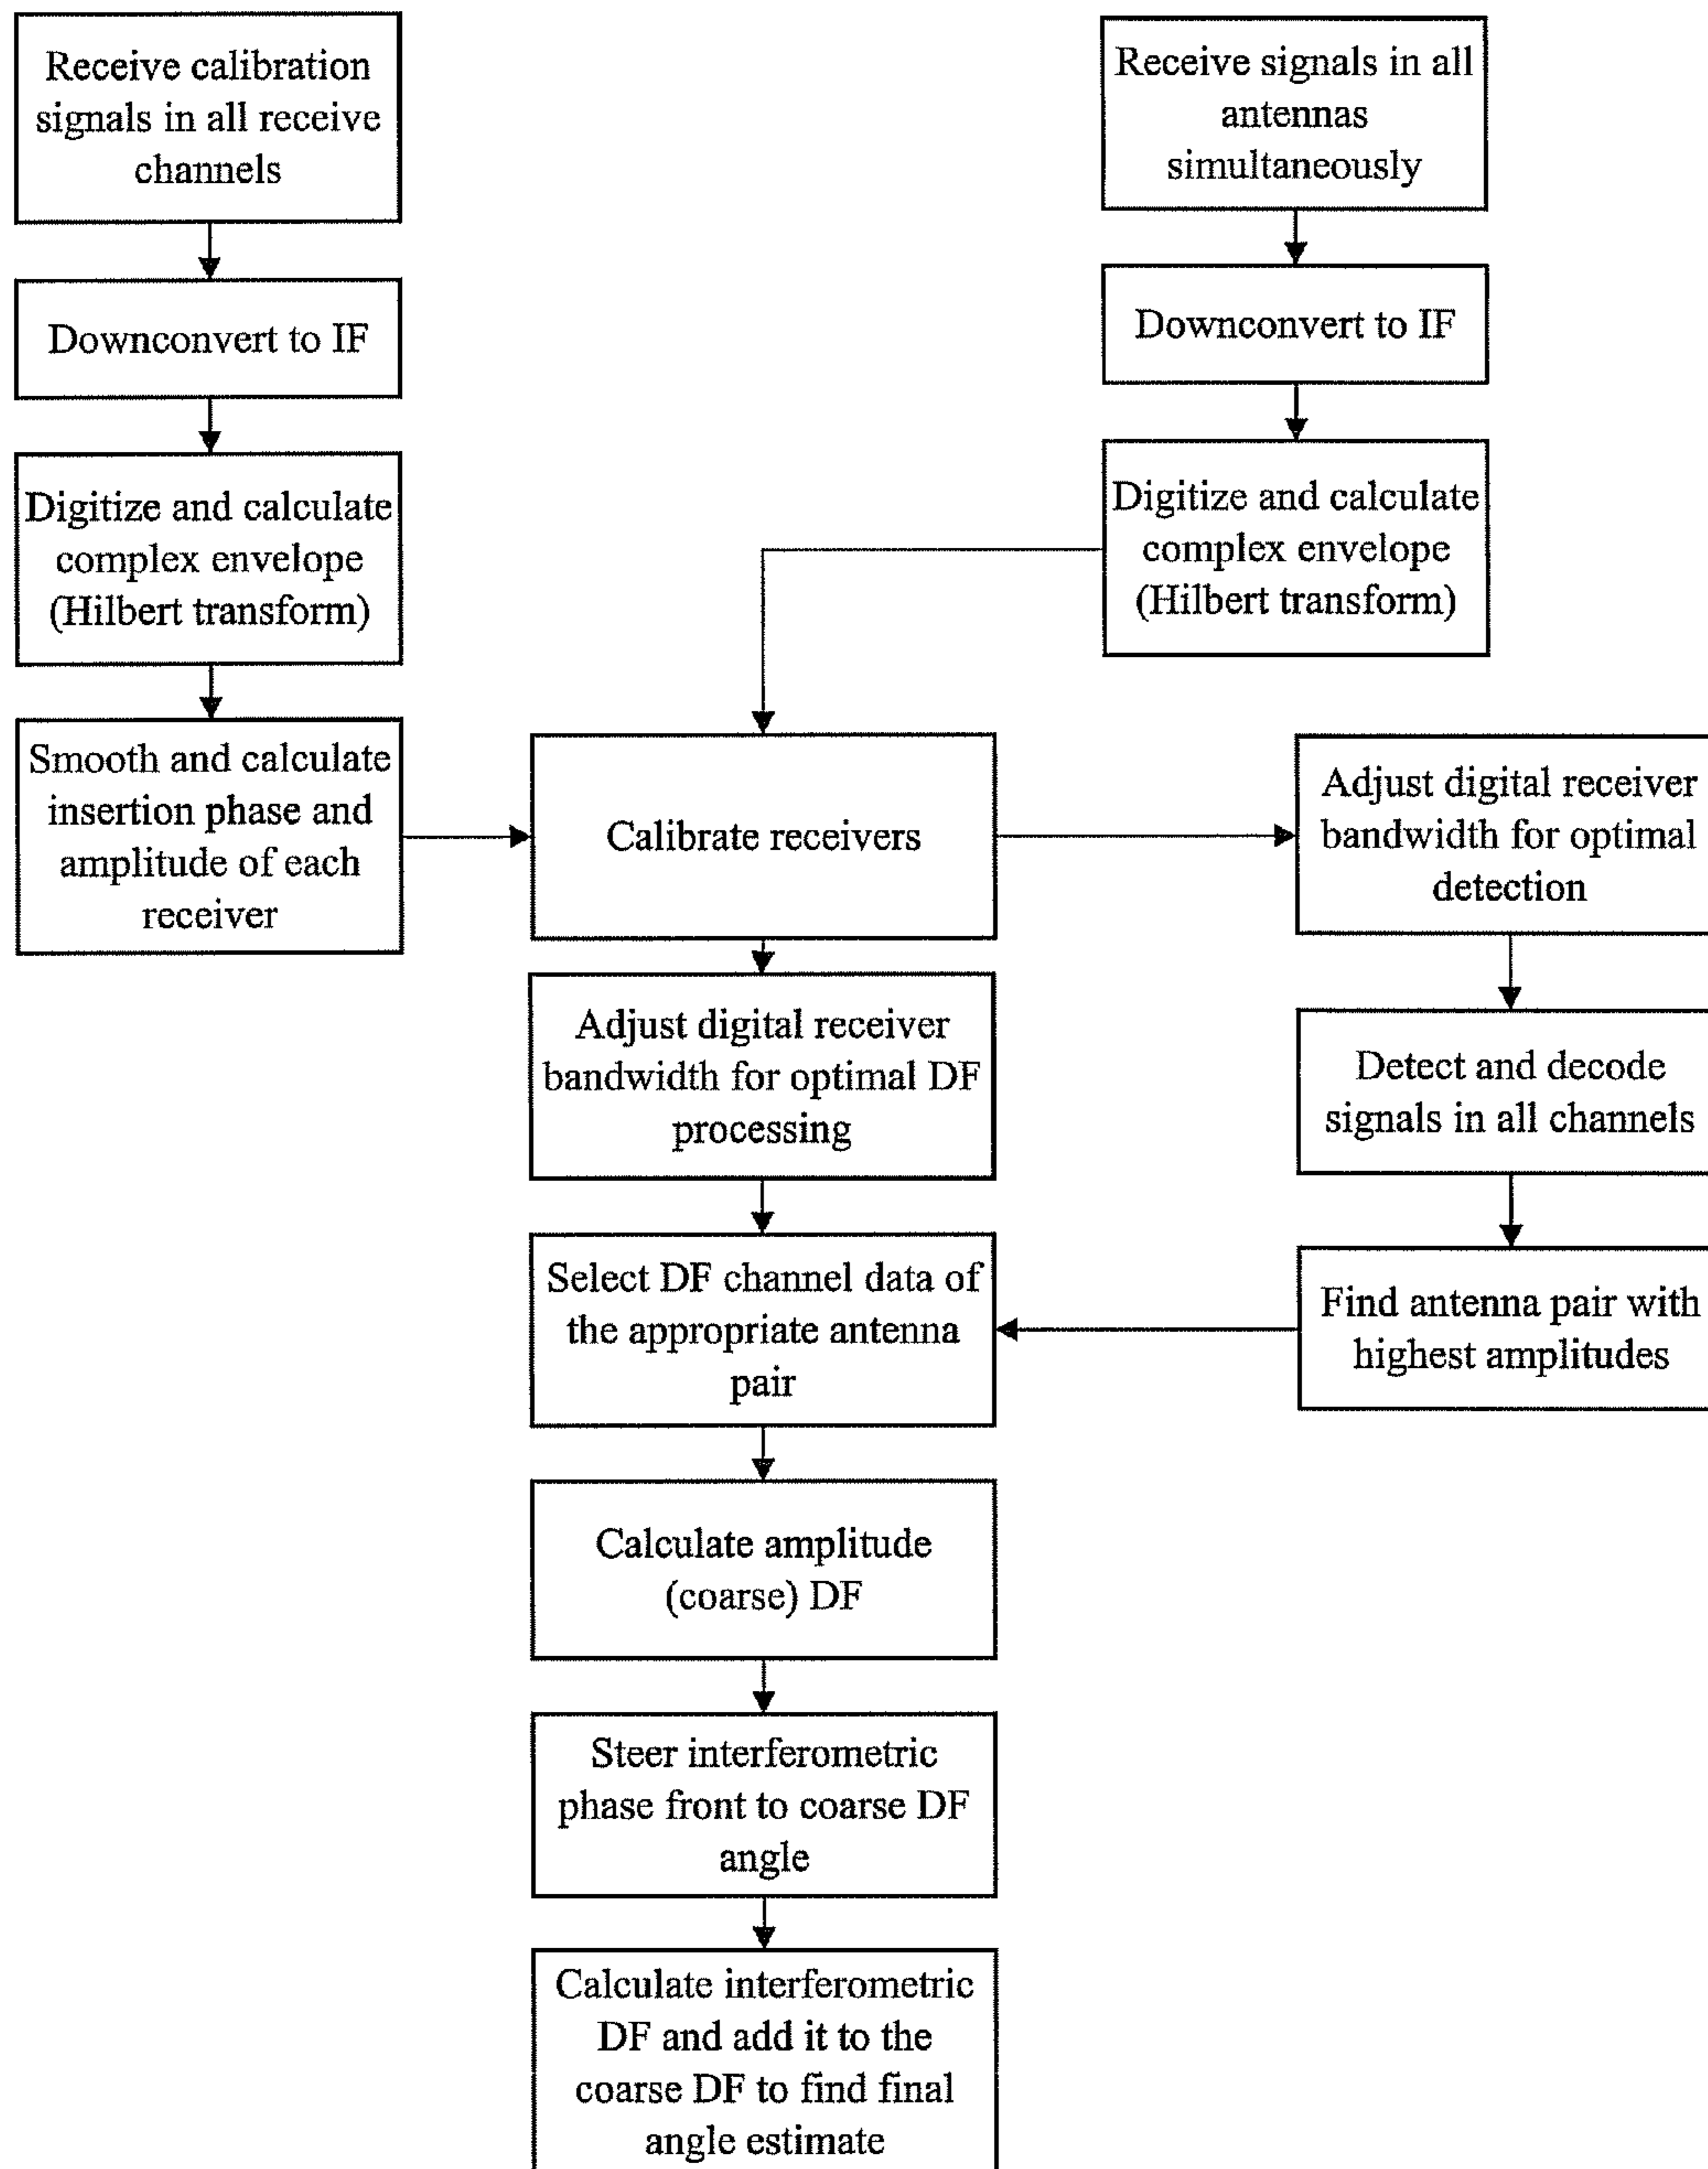 Receive calibration
signals in all receive
channels
Downconvert to IF
Digitize and calculate
complex envelope
(Hilbert transform)
Smooth and calculate
insertion phase and
amplitude of each
receiver
Receive signals in all
antennas
simultaneously
Downconvert to IF
Digitize and calculate
complex envelope
(Hilbert transform)
Calibrate receivers
Adjust digital receiver
bandwidth for optimal
detection
Detect and decode
signals in all channels
Find antenna pair with
highest amplitudes
Adjust digital receiver
bandwidth for optimal DF
processing
Select DF channel data of
the appropriate antenna
pair
Calculate amplitude
(coarse) DF
Steer interferometric
phase front to coarse DF
angle
Calculate interferometric
DF and add it to the
coarse DF to find final
angle estimate